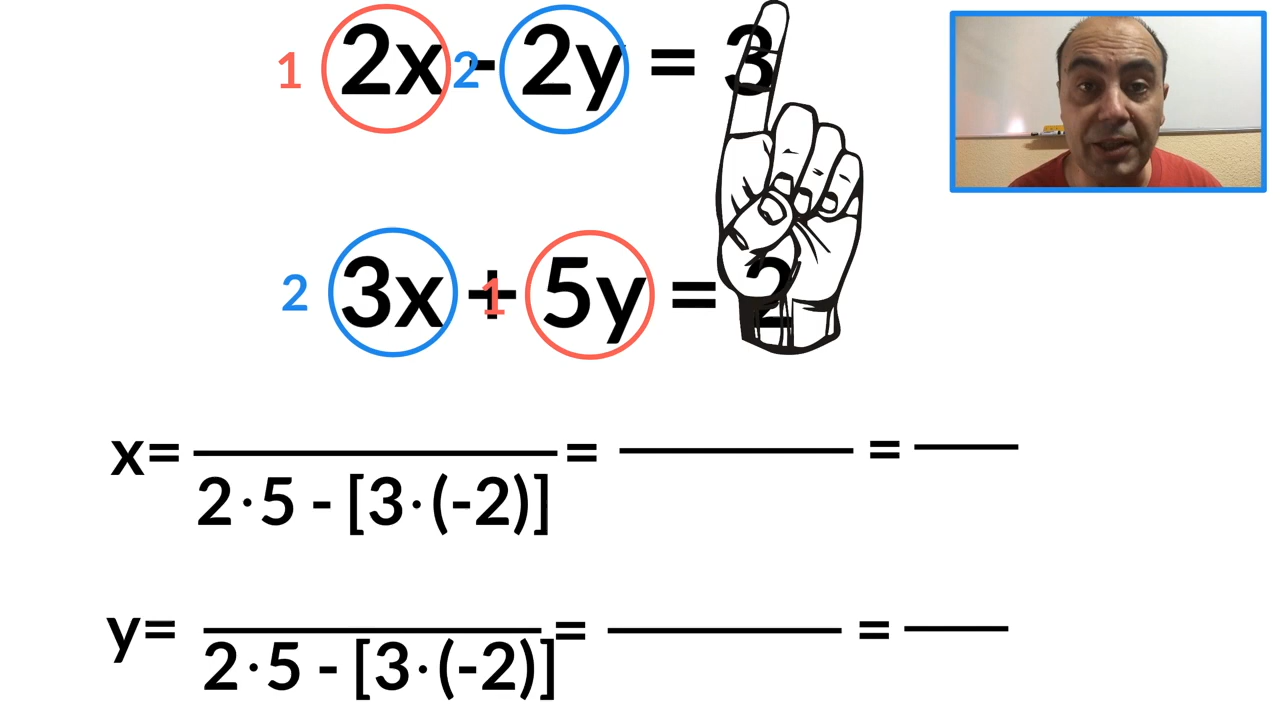 1 2x 2 - 2y = 3
2 3x + 1 5y = 2
x= = =
2·5 - [3·(-2)]
y= = =
2·5 - [3·(-2)]